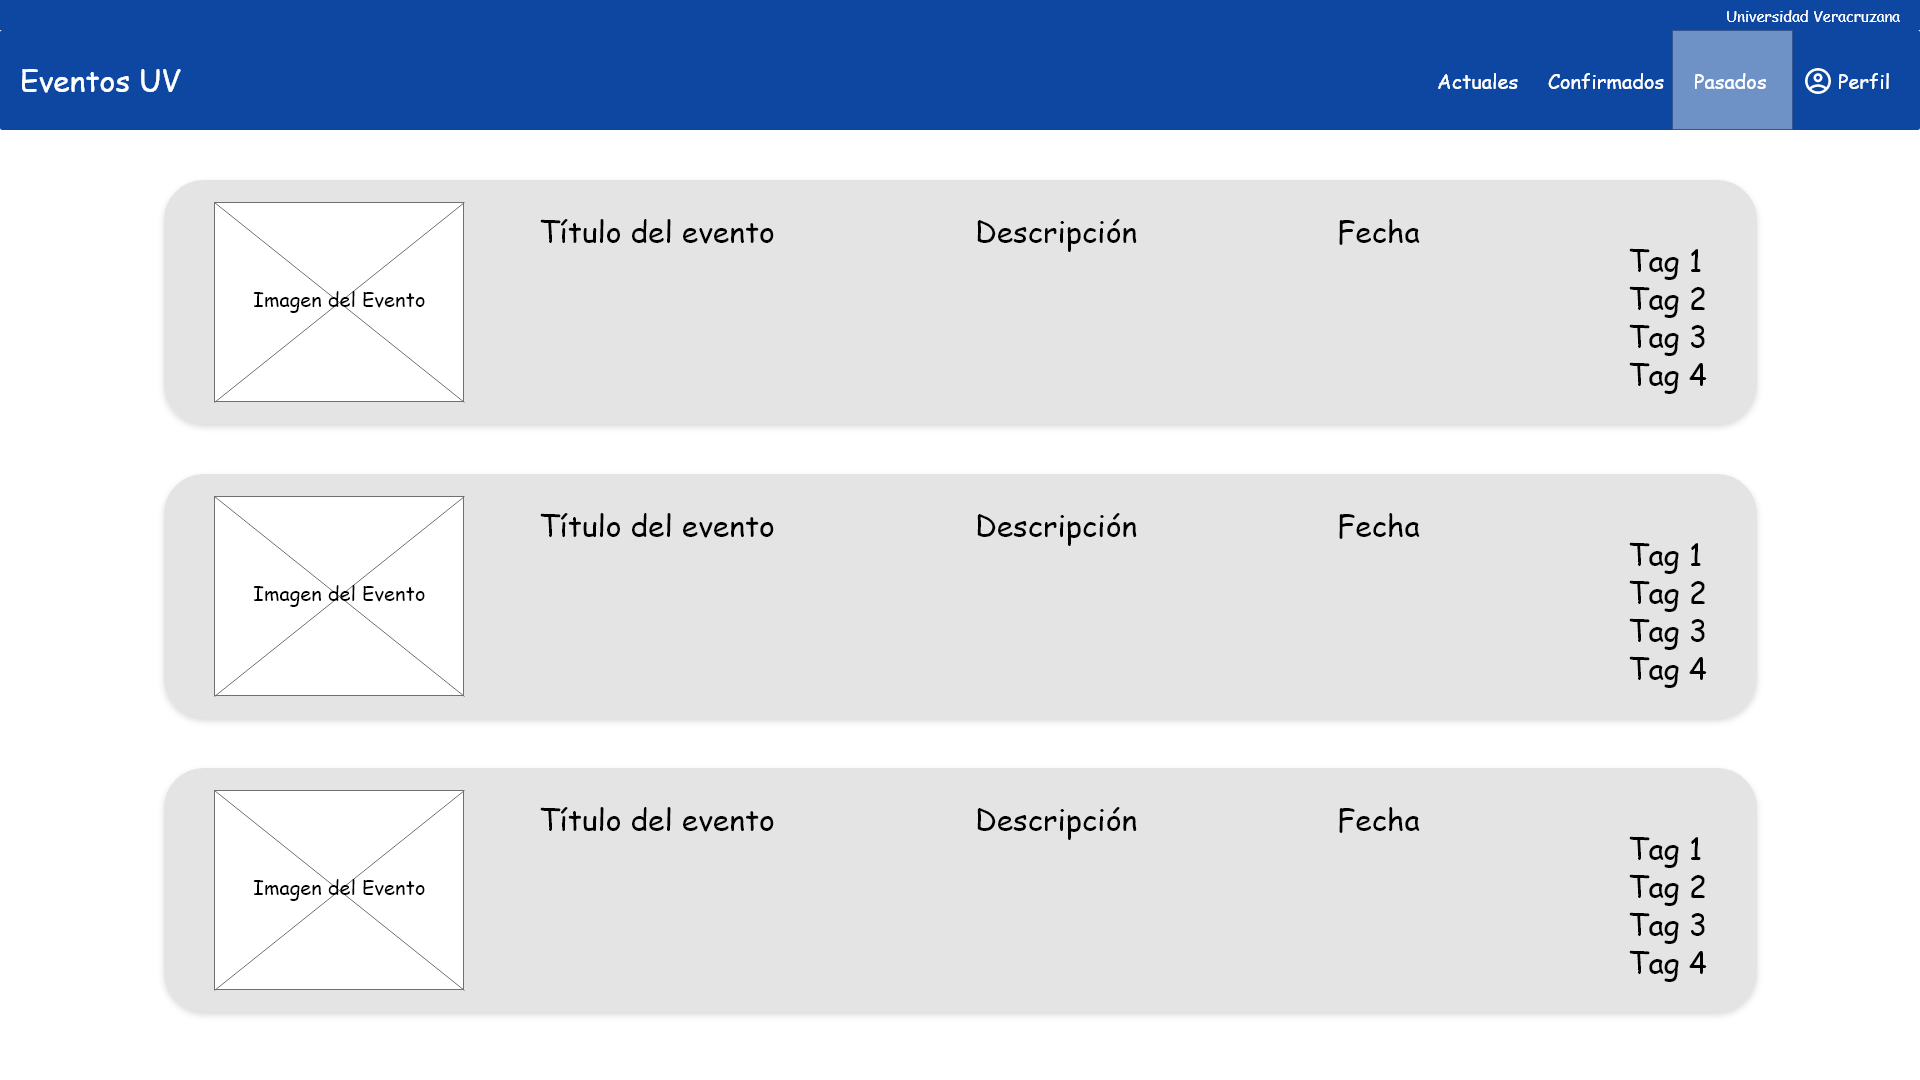 Universidad Veracruzana
Eventos UV
Actuales
Confirmados
Pasados
Perfil
Imagen del Evento
Título del evento
Descripción
Fecha
Tag 1
Tag 2
Tag 3
Tag 4
Imagen del Evento
Título del evento
Descripción
Fecha
Tag 1
Tag 2
Tag 3
Tag 4
Imagen del Evento
Título del evento
Descripción
Fecha
Tag 1
Tag 2
Tag 3
Tag 4